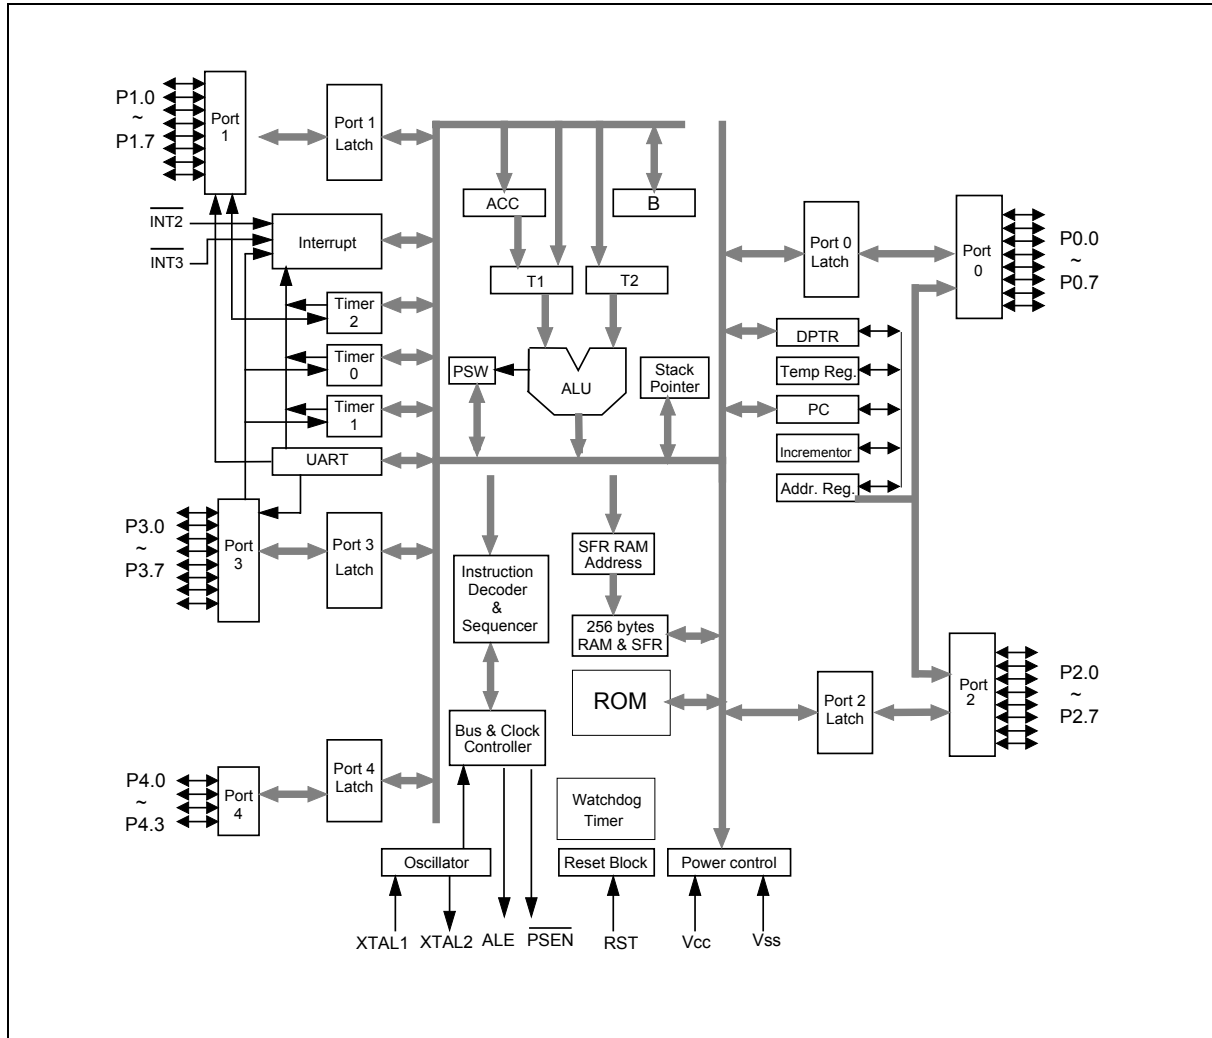 P1.0
~
P1.7
Port
1
Port 1
Latch
INT2
INT3
Interrupt
Timer
2
Timer
0
Timer
1
UART
P3.0
~
P3.7
Port
3
Port 3
Latch
P4.0
~
P4.3
Port
4
Port 4
Latch
ACC
B
T1
T2
PSW
ALU
Stack
Pointer
Instruction
Decoder
&
Sequencer
SFR RAM
Address
256 bytes
RAM & SFR
ROM
Bus & Clock
Controller
Watchdog
Timer
Oscillator
Reset Block
Power control
XTAL1
XTAL2
ALE
PSEN
RST
Vcc
Vss
Port 0
Latch
Port
0
P0.0
~
P0.7
DPTR
Temp Reg.
PC
Incrementor
Addr. Reg.
Port 2
Latch
Port
2
P2.0
~
P2.7